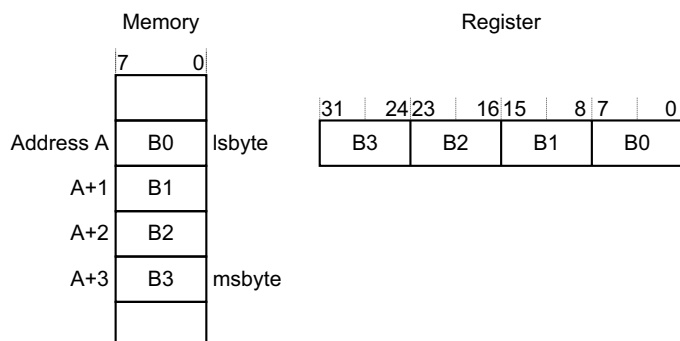 Memory
Register
7 0
31 24 23 16 15 8 7 0
Address A B0 lsbyte
B3 B2 B1 B0
A+1 B1
A+2 B2
A+3 B3 msbyte